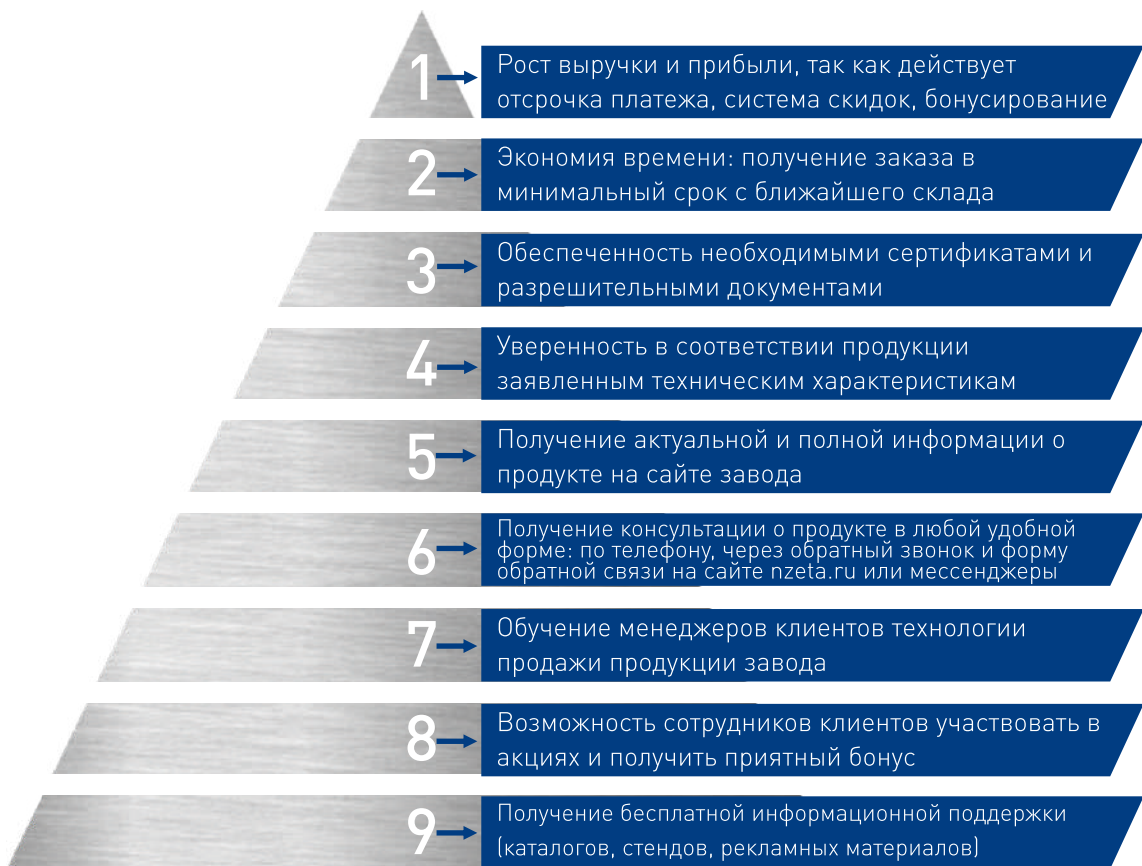 1
Рост выручки и прибыли, так как действует
отсрочка платежа, система скидок, бонусирование
2
Экономия времени: получение заказа в
минимальный срок с ближайшего склада
3
Обеспеченность необходимыми сертификатами и
разрешительными документами
4
Уверенность в соответствии продукции
заявленным техническим характеристикам
5
Получение актуальной и полной информации о
продукте на сайте завода
6
Получение консультации о продукте в любой удобной
форме: по телефону, через обратный звонок и форму
обратной связи на сайте nzeta.ru или мессенджеры
7
Обучение менеджеров клиентов технологии
продажи продукции завода
8
Возможность сотрудников клиентов участвовать в
акциях и получить приятный бонус
9
Получение бесплатной информационной поддержки
(каталогов, стендов, рекламных материалов)